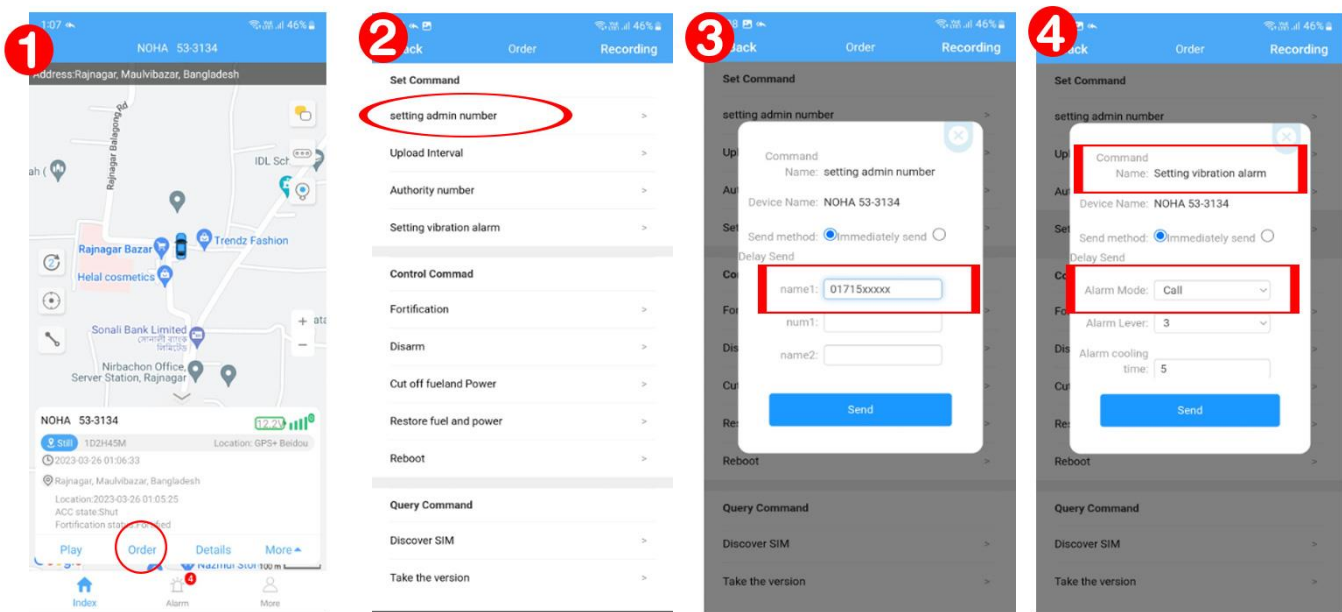 1
1:07
46%
NOHA 53-3134
Address:Rajnagar, Maulvibazar, Bangladesh
Rajnagar Balagong Rd
IDL Sch
ah (
Rajnagar Bazar
Trendz Fashion
Helal cosmetics
Sonali Bank Limited
Nirbachon Office,
Server Station, Rajnagar
+
−
NOHA 53-3134
12.2V
Still 1D2H45M Location: GPS+ Beidou
2023-03-26 01:06:33
Rajnagar, Maulvibazar, Bangladesh
Location:2023-03-26 01:05:25
ACC state:Shut
Fortification status:Fortified
Play Order Details More
100 m
4
Index Alarm More
2
46%
Order Recording
Set Command
setting admin number >
Upload Interval >
Authority number >
Setting vibration alarm >
Control Commad
Fortification >
Disarm >
Cut off fueland Power >
Restore fuel and power >
Reboot >
Query Command
Discover SIM >
Take the version >
3
46%
Order Recording
Set Command
setting admin number
Command
Name: setting admin number
Device Name: NOHA 53-3134
Send method: Immediately send
Delay Send
name1: 01715xxxxx
num1:
name2:
Send
Reboot >
Query Command
Discover SIM >
Take the version >
4
46%
Order Recording
Set Command
setting admin number
Command
Name: Setting vibration alarm
Device Name: NOHA 53-3134
Send method: Immediately send
Delay Send
Alarm Mode: Call
Alarm Lever: 3
Alarm cooling
time: 5
Send
Reboot >
Query Command
Discover SIM >
Take the version >